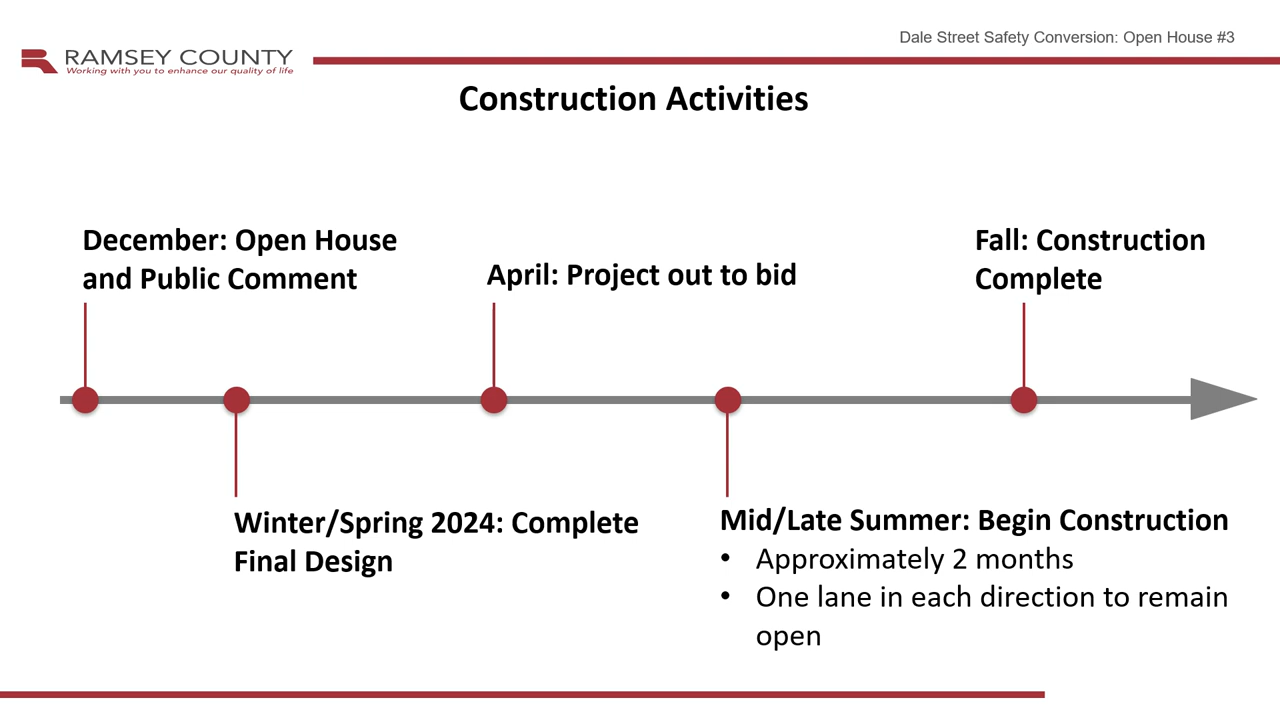 Dale Street Safety Conversion: Open House #3
RAMSEY COUNTY
Working with you to enhance our quality of life
Construction Activities
December: Open House
and Public Comment
April: Project out to bid
Fall: Construction
Complete
Winter/Spring 2024: Complete
Final Design
Mid/Late Summer: Begin Construction
• Approximately 2 months
• One lane in each direction to remain
open